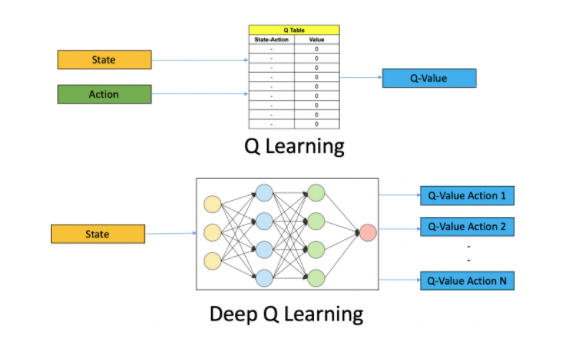 Q Table
State-Action Value
- 0
- 0
- 0
- 0
- 0
- 0
- 0
- 0
- 0
State
Action
Q-Value
Q Learning
State
Q-Value Action 1
Q-Value Action 2
-
-
Q-Value Action N
Deep Q Learning